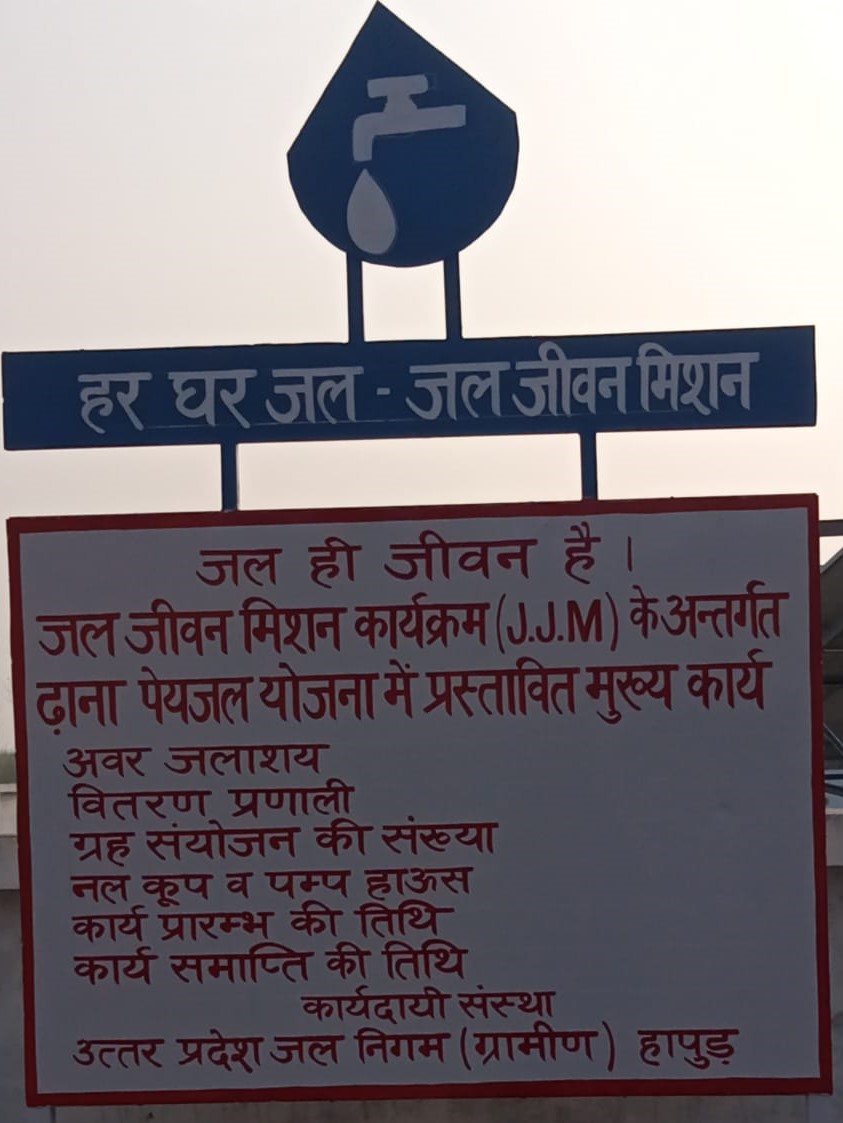 हर घर जल - जल जीवन मिशन
जल ही जीवन है।
जल जीवन मिशन कार्यक्रम (J.J.M) के अन्तर्गत
ढ़ाना पेयजल योजना में प्रस्तावित मुख्य कार्य
अवर जलाशय
वितरण प्रणाली
ग्रह संयोजन की संख्या
नल कूप व पम्प हाऊस
कार्य प्रारम्भ की तिथि
कार्य समाप्ति की तिथि
कार्यदायी संस्था
उत्तर प्रदेश जल निगम (ग्रामीण) हापुड़